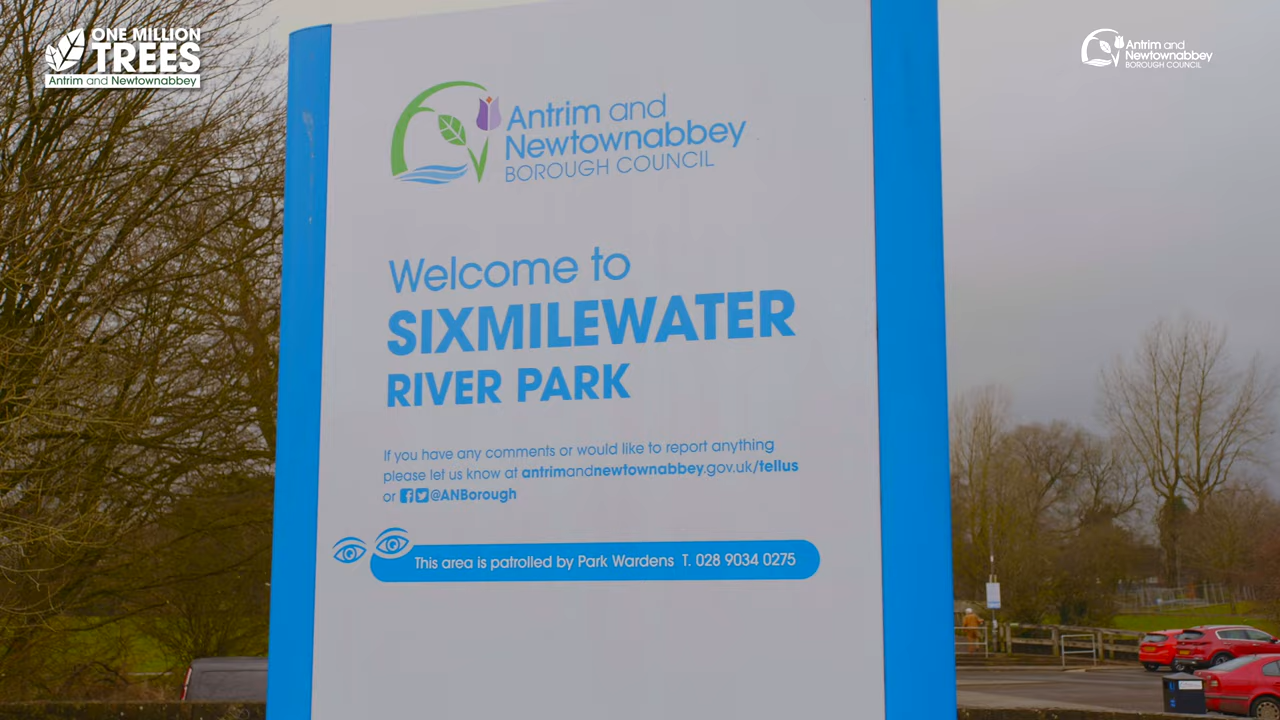 ONE MILLION
TREES
Antrim and Newtownabbey
Antrim and
Newtownabbey
BOROUGH COUNCIL
Antrim and
Newtownabbey
BOROUGH COUNCIL
Welcome to
SIXMILEWATER
RIVER PARK
If you have any comments or would like to report anything
please let us know at antrimandnewtownabbey.gov.uk/tellus
or @ANBorough
This area is patrolled by Park Wardens T. 028 9034 0275